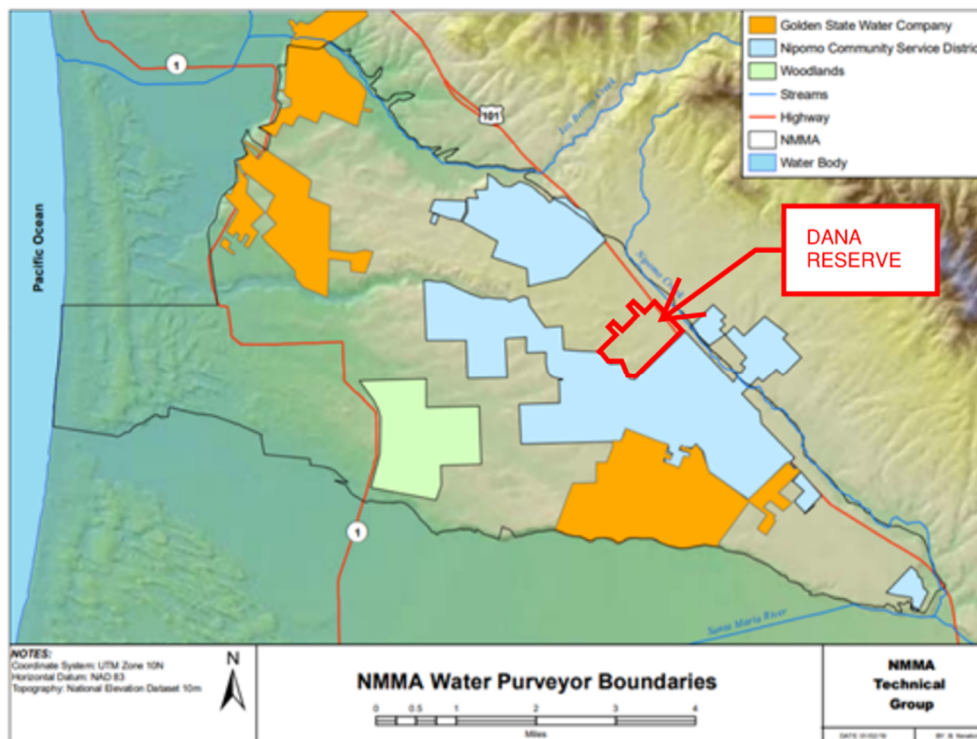 Golden State Water Company
Nipomo Community Service Distric
Woodlands
Streams
Highway
NMMA
Water Body
1
101
Pacific Ocean
DANA
RESERVE
Nipomo Creek
1
Santa Maria River
NOTES:
Coordinate System: UTM Zone 10N
Horizontal Datum: NAD 83
Topography: National Elevation Dataset 10m
N
NMMA Water Purveyor Boundaries
0 0.5 1 2 3 4
Miles
NMMA
Technical
Group